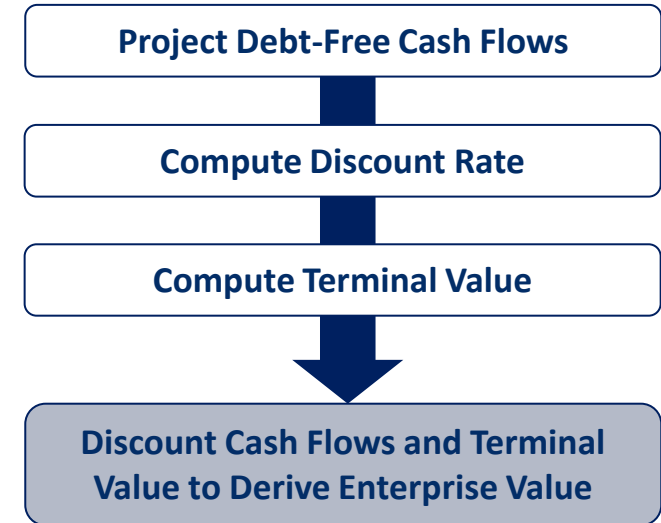 Project Debt-Free Cash Flows
Compute Discount Rate
Compute Terminal Value
Discount Cash Flows and Terminal
Value to Derive Enterprise Value